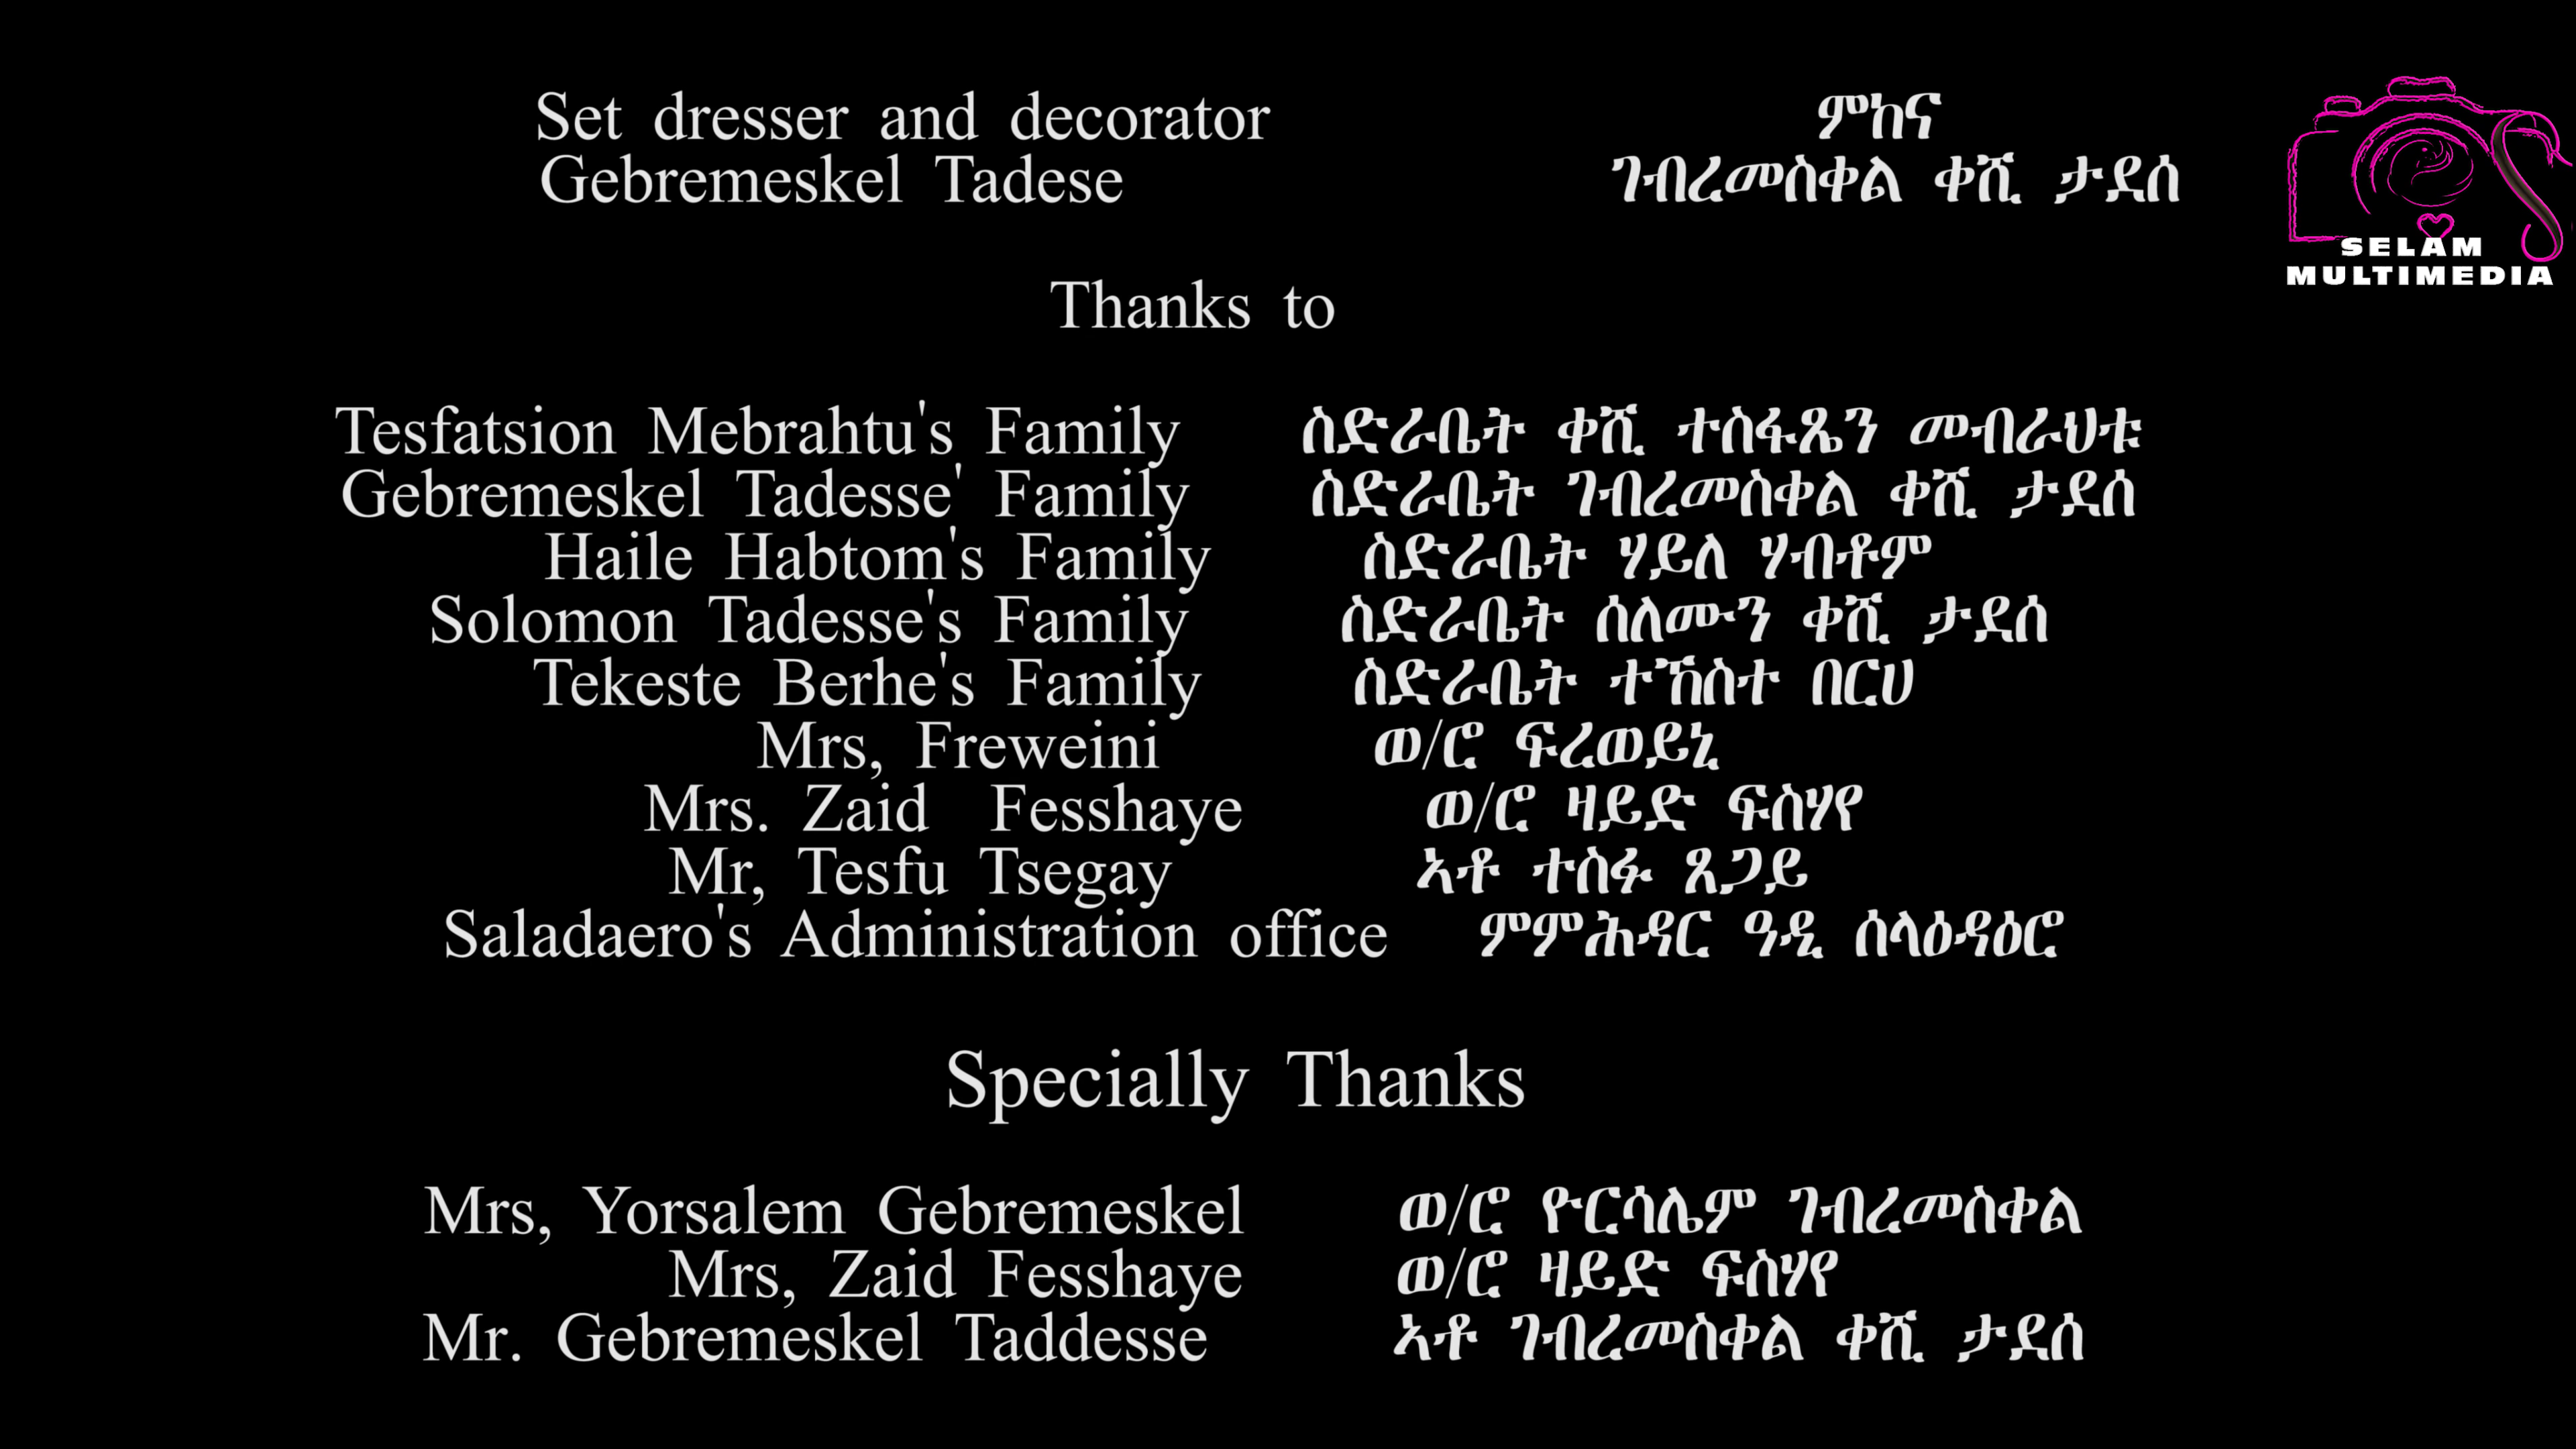 Set dresser and decorator ምከና
Gebremeskel Tadese ገብረመስቀል ቀሺ ታደሰ
SELAM
MULTIMEDIA
Thanks to
Tesfatsion Mebrahtu's Family ስድራቤት ቀሺ ተስፋጼን መብራህቱ
Gebremeskel Tadesse' Family ስድራቤት ገብረመስቀል ቀሺ ታደሰ
Haile Habtom's Family ስድራቤት ሃይለ ሃብቶም
Solomon Tadesse's Family ስድራቤት ሰለሙን ቀሺ ታደሰ
Tekeste Berhe's Family ስድራቤት ተኸስተ በርሀ
Mrs, Freweini ወ/ሮ ፍረወይኒ
Mrs. Zaid Fesshaye ወ/ሮ ዛይድ ፍስሃየ
Mr, Tesfu Tsegay ኣቶ ተስፉ ጸጋይ
Saladaero's Administration office ምምሕዳር ዓዲ ሰላዕዳዕሮ
Specially Thanks
Mrs, Yorsalem Gebremeskel ወ/ሮ ዮርሳሌም ገብረመስቀል
Mrs, Zaid Fesshaye ወ/ሮ ዛይድ ፍስሃየ
Mr. Gebremeskel Taddesse ኣቶ ገብረመስቀል ቀሺ ታደሰ